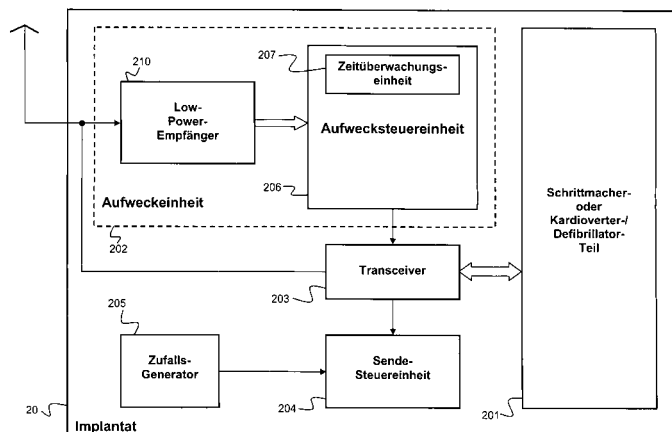 210
207
Zeitüberwachungs-
einheit
Low-
Power-
Empfänger
Aufwecksteuereinheit
Aufweckeinheit
206
202
Schrittmacher-
oder
Kardioverter-/
Defibrillator-
Teil
Transceiver
203
205
Zufalls-
Generator
Sende-
Steuereinheit
204
201
20
Implantat